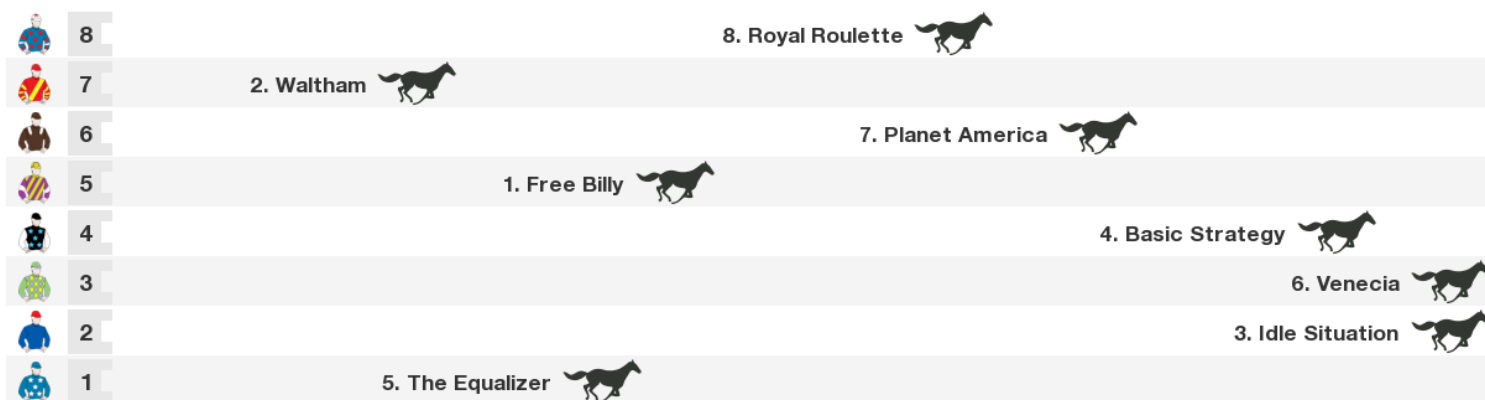 8 8. Royal Roulette
7 2. Waltham
6 7. Planet America
5 1. Free Billy
4 4. Basic Strategy
3 6. Venecia
2 3. Idle Situation
1 5. The Equalizer